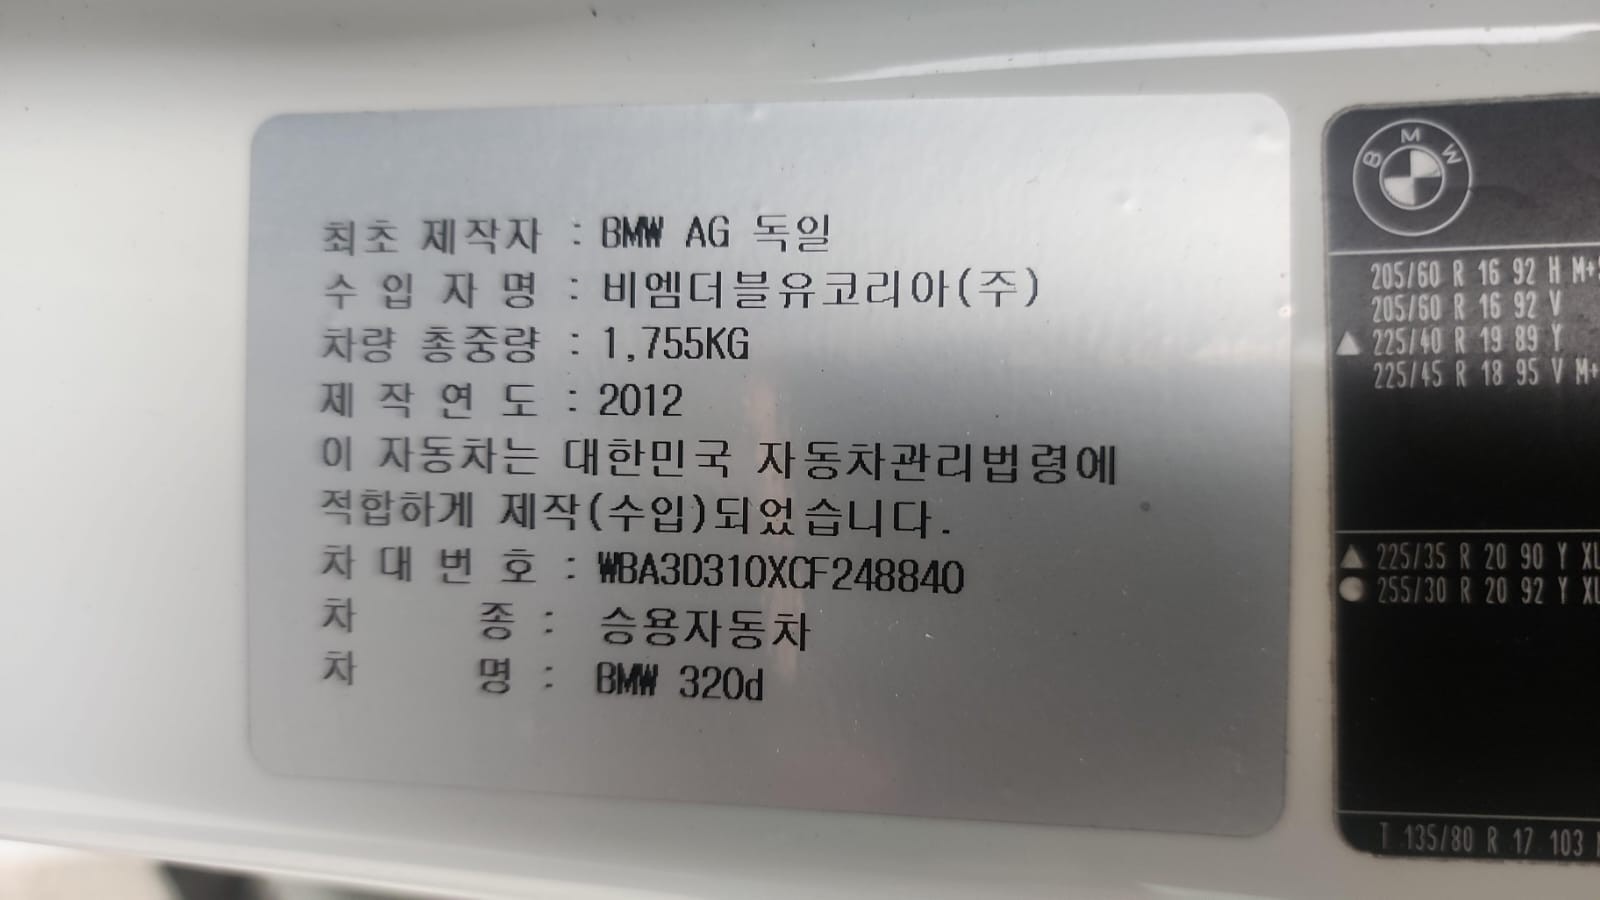 최초 제작자 : BMW AG 독일
수 입 자 명 : 비엠더블유코리아(주)
차량 총중량 : 1,755KG
제 작 연 도 : 2012
이 자동차는 대한민국 자동차관리법령에
적합하게 제작(수입)되었습니다.
차 대 번 호 : WBA3D310XCF248840
차 종 : 승용자동차
차 명 : BMW 320d
BMW
205/60 R 16 92 H M+
205/60 R 16 92 V
▲ 225/40 R 19 89 Y
225/45 R 18 95 V M+
▲ 225/35 R 20 90 Y XL
● 255/30 R 20 92 Y XL
T 135/80 R 17 103